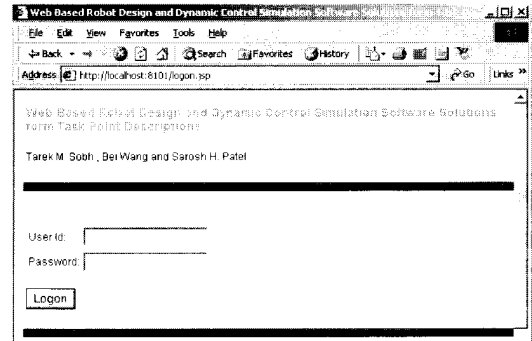 Web Based Robot Design and Dynamic Control Simulation
File Edit View Favorites Tools Help
Back Search Favorites History
Address http://localhost:8101/logon.jsp Go Links »
Web Based Robot Design and Dynamic Control Simulation Software Solutions
form Task Point Descriptions
Tarek M. Sobh , Bei Wang and Sarosh H. Patel
User Id:
Password:
Logon